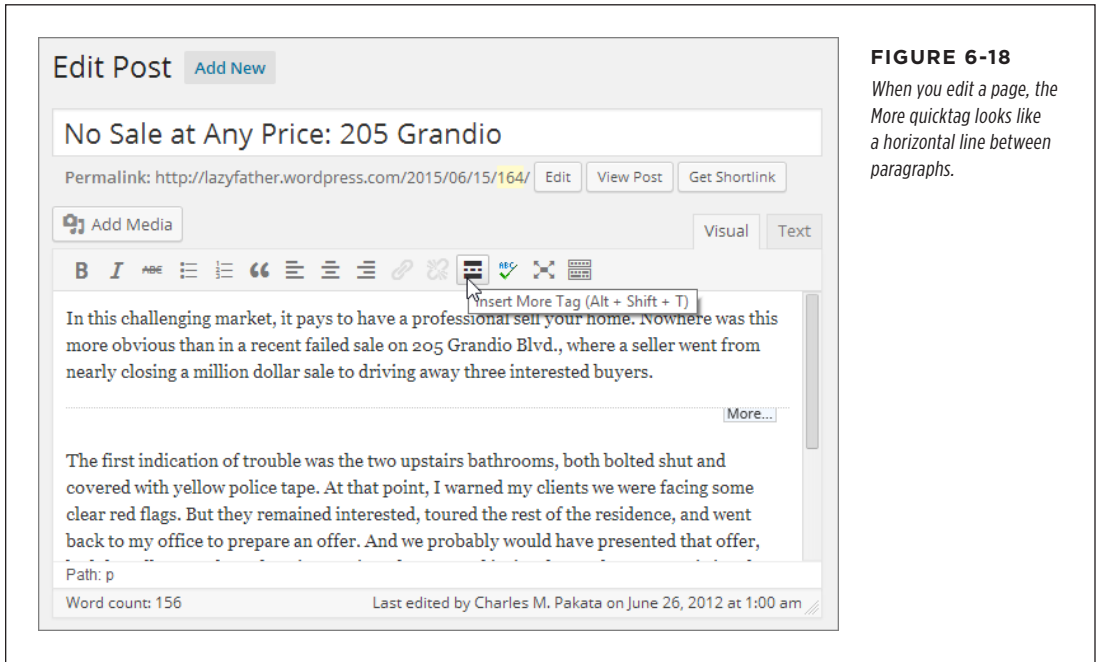 Edit Post Add New
No Sale at Any Price: 205 Grandio
Permalink: http://lazyfather.wordpress.com/2015/06/15/164/ Edit View Post Get Shortlink
Add Media
Visual Text
B I ABC ABC
Insert More Tag (Alt + Shift + T)
In this challenging market, it pays to have a professional sell your home. Nowhere was this
more obvious than in a recent failed sale on 205 Grandio Blvd., where a seller went from
nearly closing a million dollar sale to driving away three interested buyers.
More...
The first indication of trouble was the two upstairs bathrooms, both bolted shut and
covered with yellow police tape. At that point, I warned my clients we were facing some
clear red flags. But they remained interested, toured the rest of the residence, and went
back to my office to prepare an offer. And we probably would have presented that offer,
Path: p
Word count: 156 Last edited by Charles M. Pakata on June 26, 2012 at 1:00 am
FIGURE 6-18
When you edit a page, the
More quicktag looks like
a horizontal line between
paragraphs.